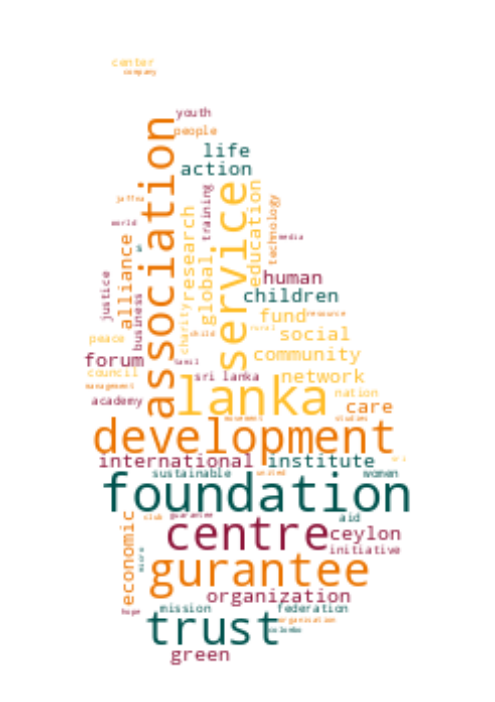 center
company
youth
people
association
life
action
jaffna
training
service
education
technology
research
world
global
media
alliance
justice
business
human
children
charity
fund
resource
rural
child
social
peace
forum
tamil
community
council
sri lanka
network
management
lanka
nation
academy
care
movement
studies
development
international
institute
sri
sustainable
united
women
foundation
economic
club
guarantee
aid
centre
ceylon
initiative
micro
gurantee
organization
hope
mission
federation
trust
organisation
colombo
green